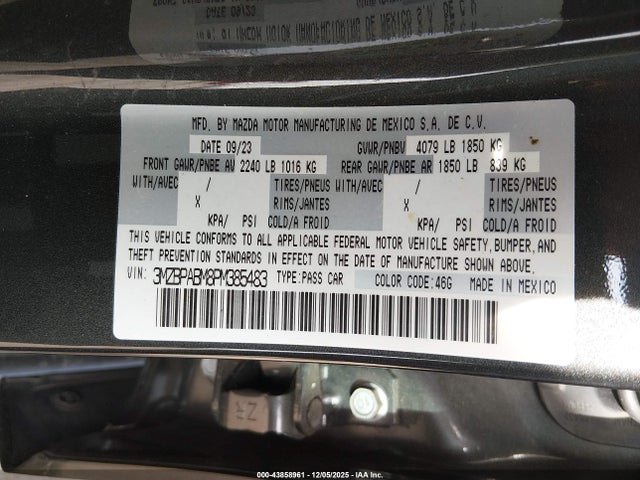 DATE 09/23
MFD. BY MAZDA MOTOR MANUFACTURING DE MEXICO S.A. DE C.V.
DATE 09/23 GVWR/PNBV 4079 LB 1850 KG
FRONT GAWR/PNBE AV 2240 LB 1016 KG REAR GAWR/PNBE AR 1850 LB 839 KG
WITH/AVEC / TIRES/PNEUS WITH/AVEC / TIRES/PNEUS
X RIMS/JANTES X RIMS/JANTES
KPA/ PSI COLD/A FROID KPA/ PSI COLD/A FROID
THIS VEHICLE CONFORMS TO ALL APPLICABLE FEDERAL MOTOR VEHICLE SAFETY, BUMPER, AND
THEFT PREVENTION STANDARDS IN EFFECT ON THE DATE OF MANUFACTURE SHOWN ABOVE.
VIN: 3MZBPABM8PM385483 TYPE:PASS CAR COLOR CODE:46G MADE IN MEXICO
000-43858961 - 12/05/2025 - IAA Inc.